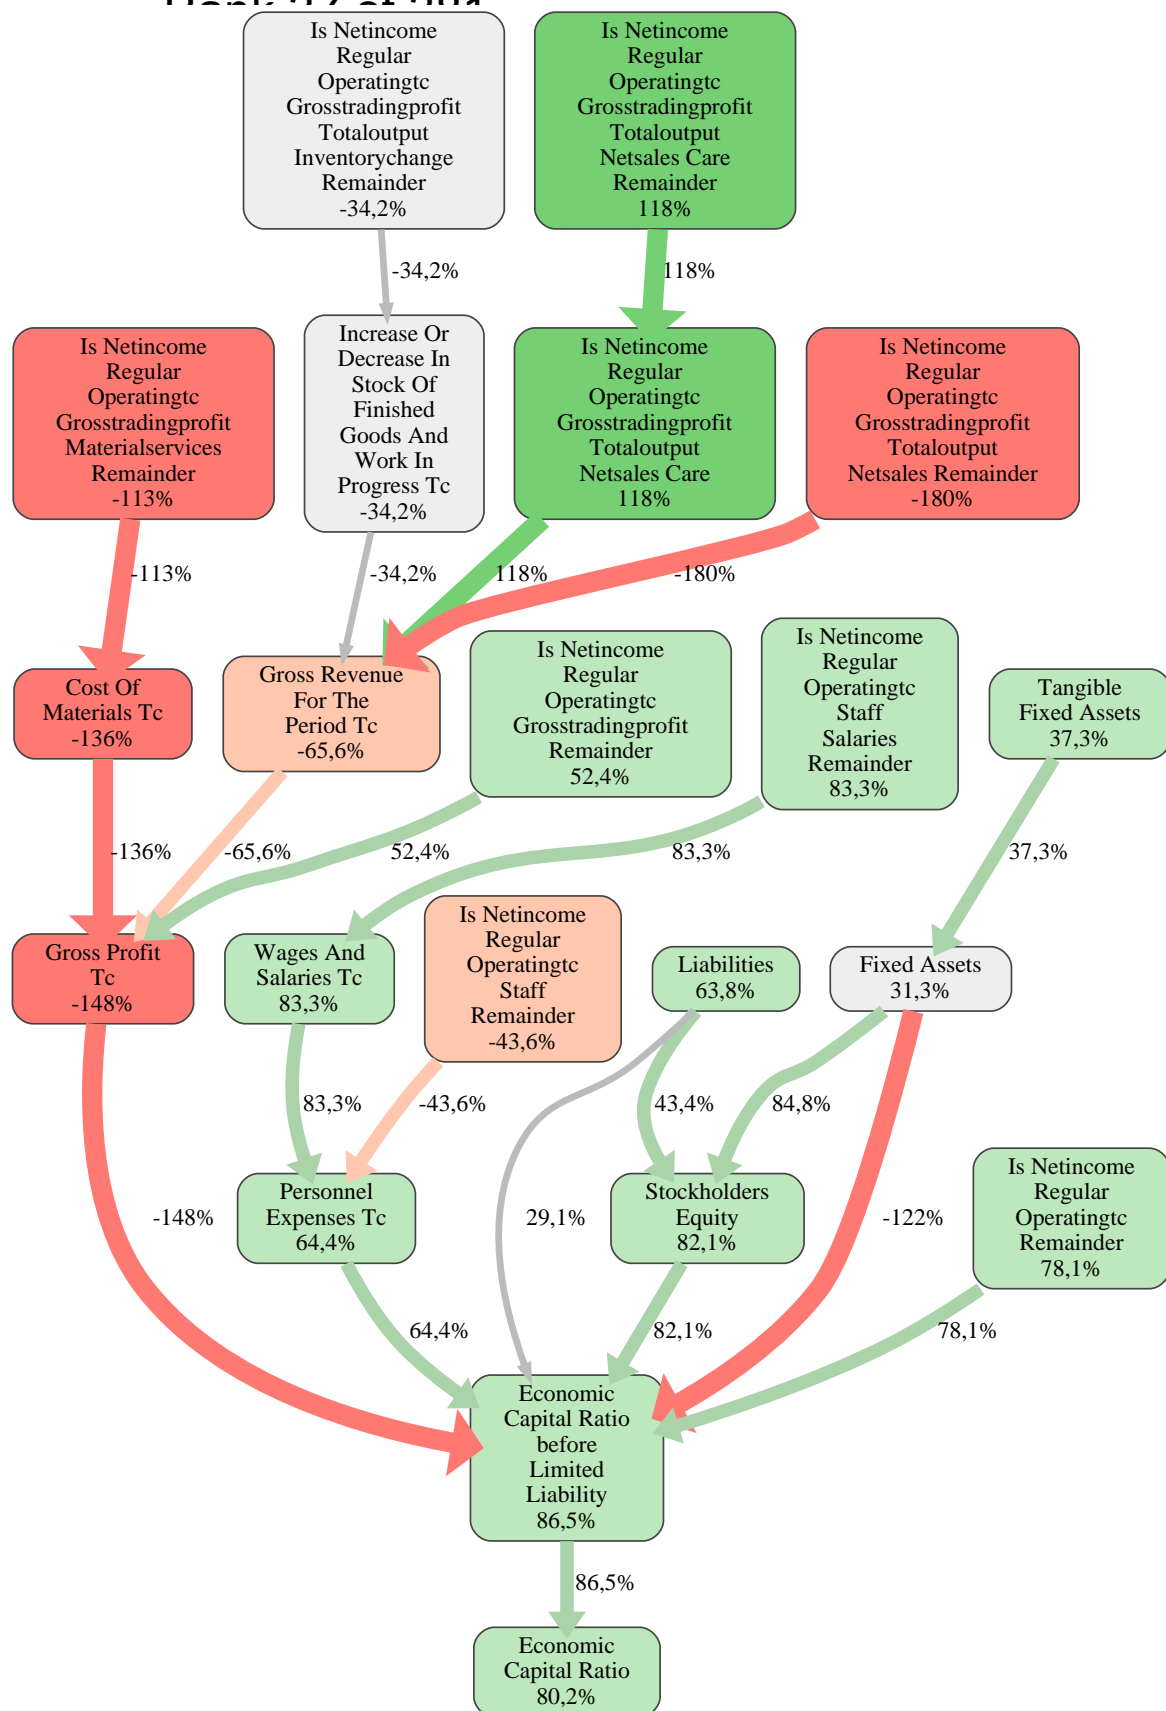 Is Netincome
Regular
Operatingtc
Grosstradingprofit
Totaloutput
Inventorychange
Remainder
-34,2%
Is Netincome
Regular
Operatingtc
Grosstradingprofit
Totaloutput
Netsales Care
Remainder
118%
-34,2%
118%
Is Netincome
Regular
Operatingtc
Grosstradingprofit
Materialservices
Remainder
-113%
Increase Or
Decrease In
Stock Of
Finished
Goods And
Work In
Progress Tc
-34,2%
Is Netincome
Regular
Operatingtc
Grosstradingprofit
Totaloutput
Netsales Care
118%
Is Netincome
Regular
Operatingtc
Grosstradingprofit
Totaloutput
Netsales Remainder
-180%
-113%
-34,2%
118%
-180%
Cost Of
Materials Tc
-136%
Gross Revenue
For The
Period Tc
-65,6%
Is Netincome
Regular
Operatingtc
Grosstradingprofit
Remainder
52,4%
Is Netincome
Regular
Operatingtc
Staff
Salaries
Remainder
83,3%
Tangible
Fixed Assets
37,3%
-136%
-65,6%
52,4%
83,3%
37,3%
Gross Profit
Tc
-148%
Wages And
Salaries Tc
83,3%
Is Netincome
Regular
Operatingtc
Staff
Remainder
-43,6%
Liabilities
63,8%
Fixed Assets
31,3%
83,3%
-43,6%
43,4%
84,8%
-148%
Personnel
Expenses Tc
64,4%
29,1%
Stockholders
Equity
82,1%
-122%
Is Netincome
Regular
Operatingtc
Remainder
78,1%
64,4%
82,1%
78,1%
Economic
Capital Ratio
before
Limited
Liability
86,5%
86,5%
Economic
Capital Ratio
80,2%